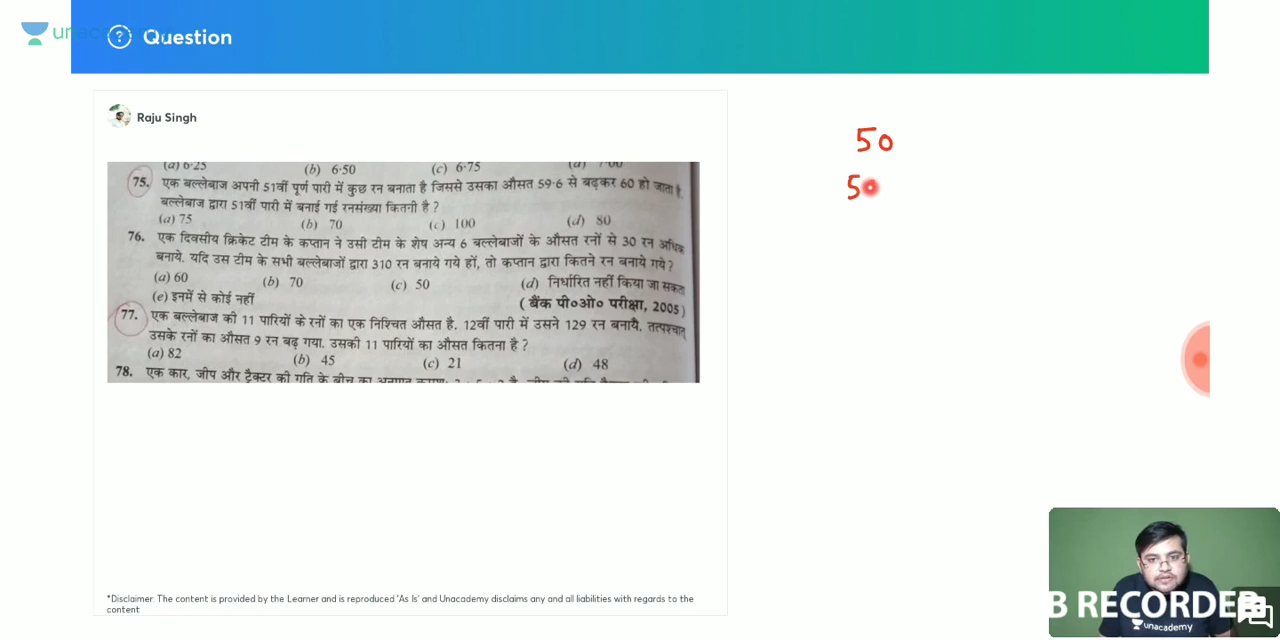 unacademy
Question
Raju Singh
(a) 6·25 (b) 6·50 (c) 6·75 (d) 7·00
75. एक बल्लेबाज अपनी 51वीं पूर्ण पारी में कुछ रन बनाता है जिससे उसका औसत 59·6 से बढ़कर 60 हो जाता है.
बल्लेबाज द्वारा 51वीं पारी में बनाई गई रनसंख्या कितनी है ?
(a) 75 (b) 70 (c) 100 (d) 80
76. एक दिवसीय क्रिकेट टीम के कप्तान ने उसी टीम के शेष अन्य 6 बल्लेबाजों के औसत रनों से 30 रन अधिक
बनाये. यदि उस टीम के सभी बल्लेबाजों द्वारा 310 रन बनाये गये हों, तो कप्तान द्वारा कितने रन बनाये गये ?
(a) 60 (b) 70 (c) 50 (d) निर्धारित नहीं किया जा सकता
(e) इनमें से कोई नहीं ( बैंक पी०ओ० परीक्षा, 2005)
77. एक बल्लेबाज की 11 पारियों के रनों का एक निश्चित औसत है. 12वीं पारी में उसने 129 रन बनाये. तत्पश्चात्
उसके रनों का औसत 9 रन बढ़ गया. उसकी 11 पारियों का औसत कितना है ?
(a) 82 (b) 45 (c) 21 (d) 48
78. एक कार, जीप और ट्रैक्टर की गति के बीच का अनुपात
50
5
*Disclaimer: The content is provided by the Learner and is reproduced 'As Is' and Unacademy disclaims any and all liabilities with regards to the
content
B RECORDER
unacademy